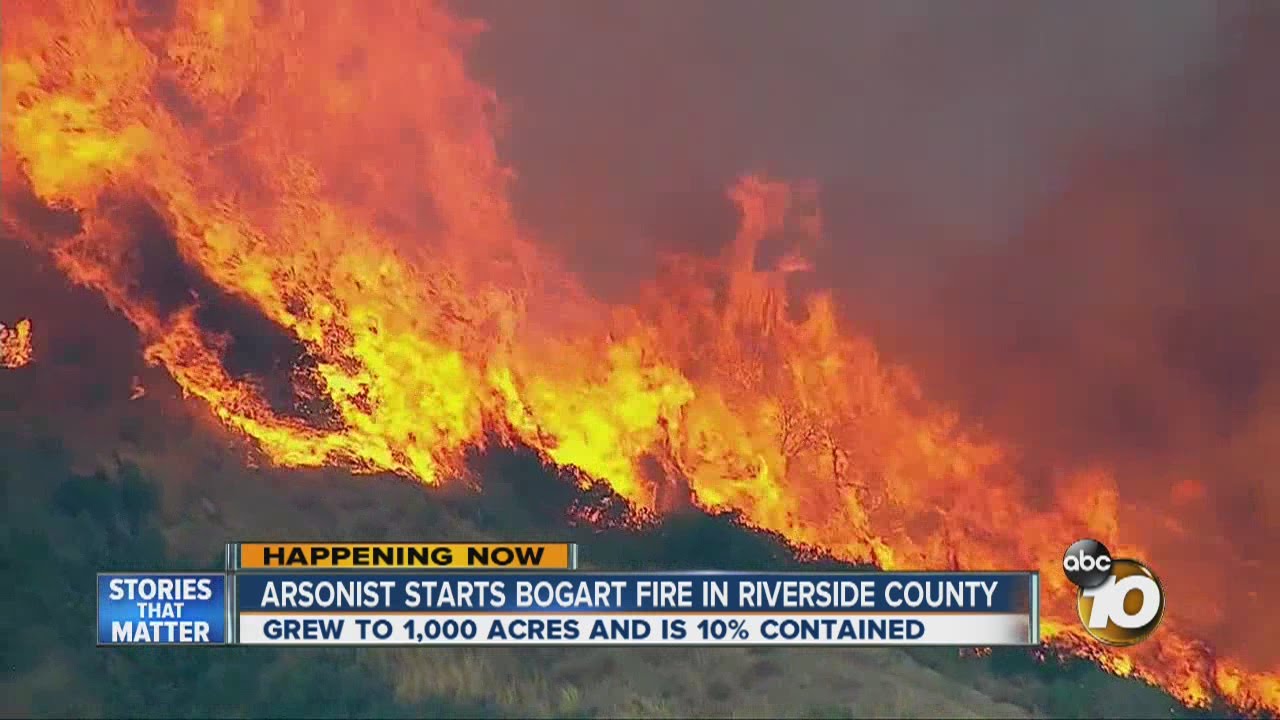 HAPPENING NOW
STORIES
THAT
MATTER
ARSONIST STARTS BOGART FIRE IN RIVERSIDE COUNTY
GREW TO 1,000 ACRES AND IS 10% CONTAINED
abc
10